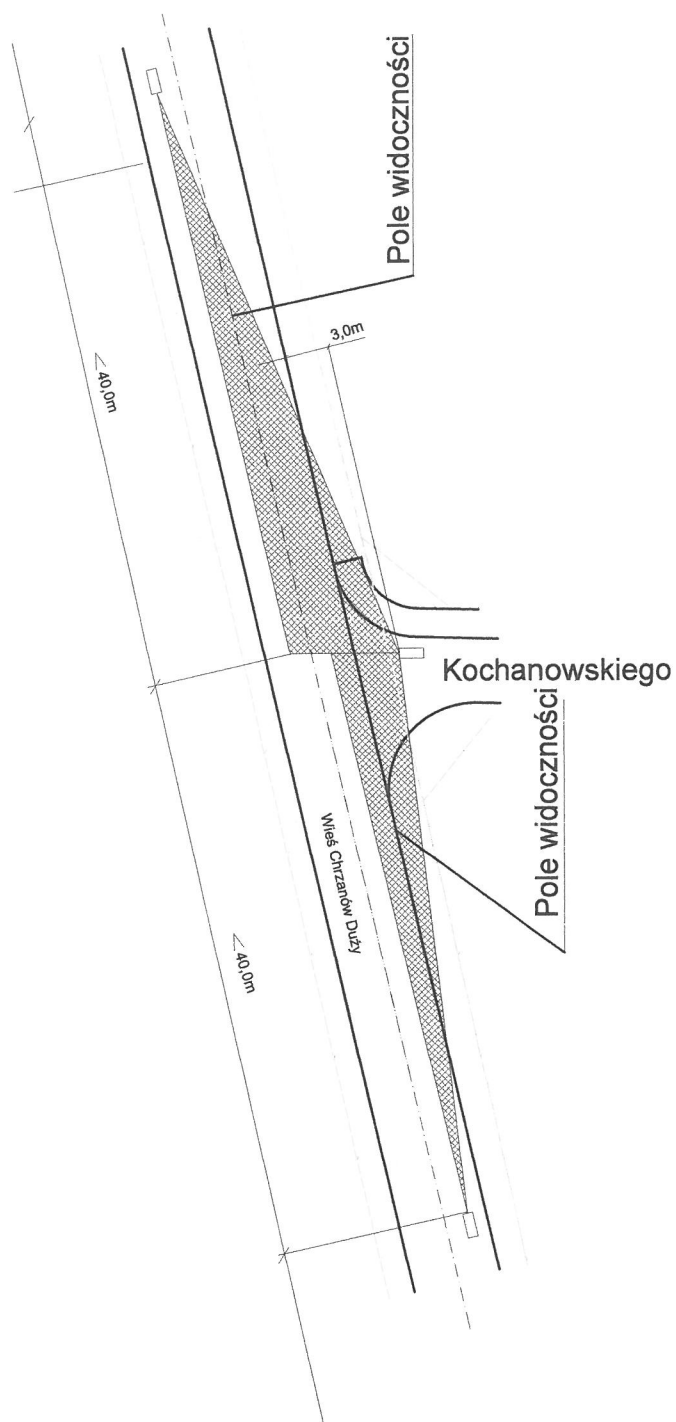 Pole widoczności
3,0m
< 40,0m
Kochanowskiego
Pole widoczności
Wieś Chrzanów Duży
< 40,0m